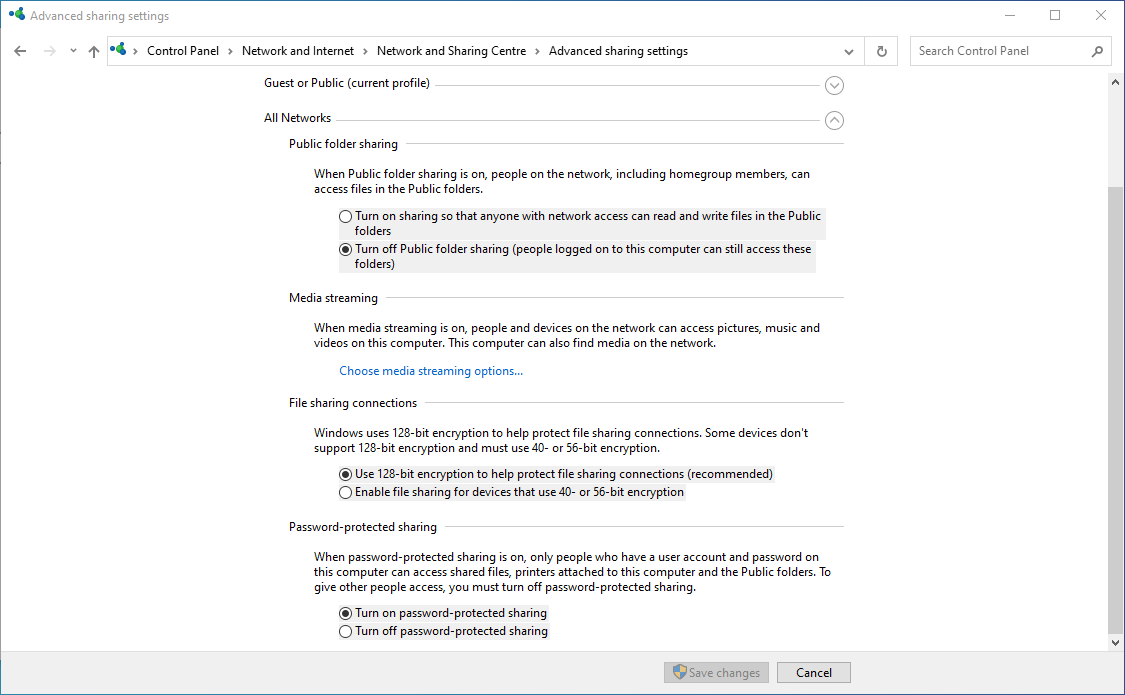 Advanced sharing settings
Control Panel > Network and Internet > Network and Sharing Centre > Advanced sharing settings
Search Control Panel
Guest or Public (current profile)
All Networks
Public folder sharing
When Public folder sharing is on, people on the network, including homegroup members, can
access files in the Public folders.
Turn on sharing so that anyone with network access can read and write files in the Public
folders
Turn off Public folder sharing (people logged on to this computer can still access these
folders)
Media streaming
When media streaming is on, people and devices on the network can access pictures, music and
videos on this computer. This computer can also find media on the network.
Choose media streaming options...
File sharing connections
Windows uses 128-bit encryption to help protect file sharing connections. Some devices don't
support 128-bit encryption and must use 40- or 56-bit encryption.
Use 128-bit encryption to help protect file sharing connections (recommended)
Enable file sharing for devices that use 40- or 56-bit encryption
Password-protected sharing
When password-protected sharing is on, only people who have a user account and password on
this computer can access shared files, printers attached to this computer and the Public folders. To
give other people access, you must turn off password-protected sharing.
Turn on password-protected sharing
Turn off password-protected sharing
Save changes
Cancel